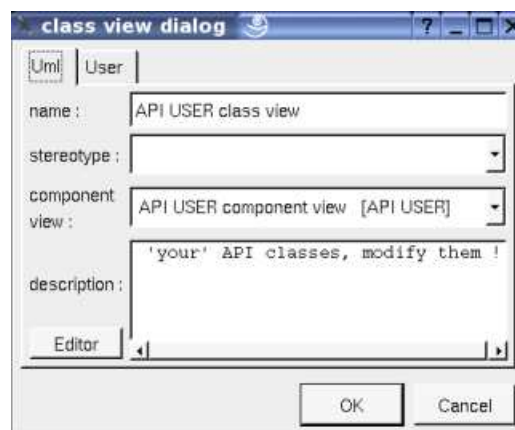 class view dialog
Uml User
name : API USER class view
stereotype :
component view : API USER component view [API USER]
description : 'your' API classes, modify them !
Editor
OK Cancel